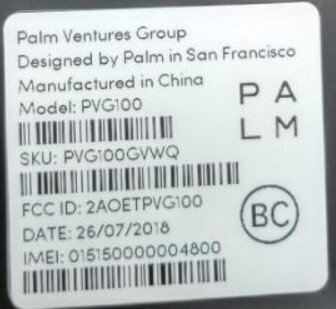 Palm Ventures Group
Designed by Palm in San Francisco
Manufactured in China
Model: PVG100
P A
L M
SKU: PVG100GVWQ
FCC ID: 2AOETPVG100
BC
DATE: 26/07/2018
IMEI: 015150000004800